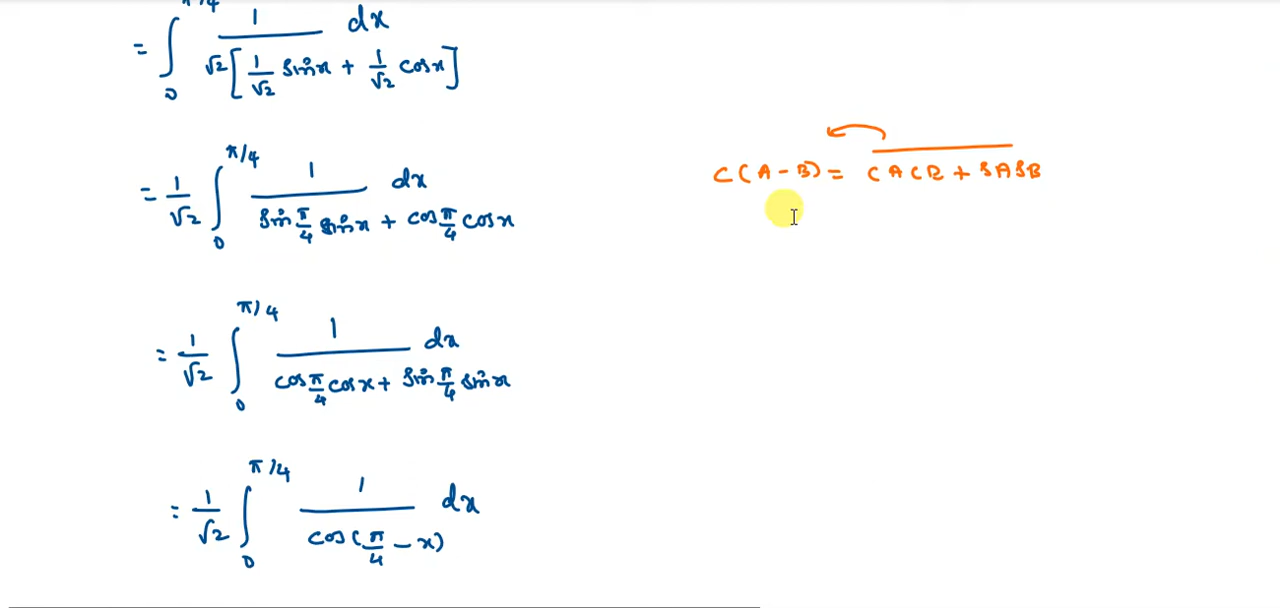 = ∫₀^π/4 1 / √2 [ 1/√2 sin x + 1/√2 cos x ] dx
C(A - B) = CACB + SASB
= 1/√2 ∫₀^π/4 1 / sin π/4 sin x + cos π/4 cos x dx
= 1/√2 ∫₀^π/4 1 / cos π/4 cos x + sin π/4 sin x dx
= 1/√2 ∫₀^π/4 1 / cos(π/4 - x) dx